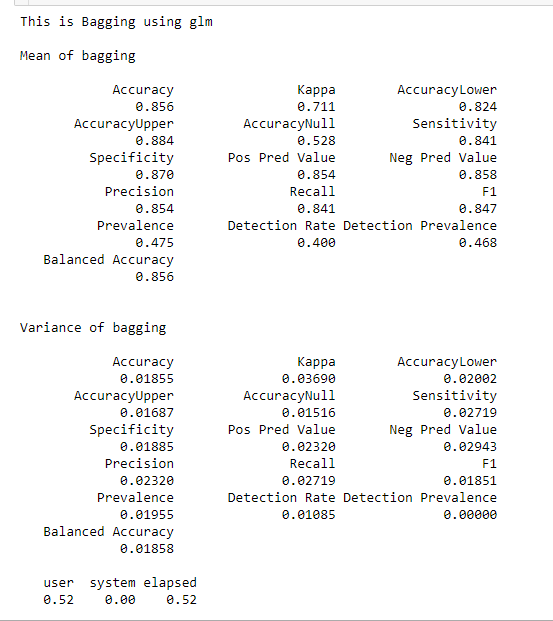 This is Bagging using glm
Mean of bagging
Accuracy Kappa AccuracyLower
0.856 0.711 0.824
AccuracyUpper AccuracyNull Sensitivity
0.884 0.528 0.841
Specificity Pos Pred Value Neg Pred Value
0.870 0.854 0.858
Precision Recall F1
0.854 0.841 0.847
Prevalence Detection Rate Detection Prevalence
0.475 0.400 0.468
Balanced Accuracy
0.856
Variance of bagging
Accuracy Kappa AccuracyLower
0.01855 0.03690 0.02002
AccuracyUpper AccuracyNull Sensitivity
0.01687 0.01516 0.02719
Specificity Pos Pred Value Neg Pred Value
0.01885 0.02320 0.02943
Precision Recall F1
0.02320 0.02719 0.01851
Prevalence Detection Rate Detection Prevalence
0.01955 0.01085 0.00000
Balanced Accuracy
0.01858
user system elapsed
0.52 0.00 0.52